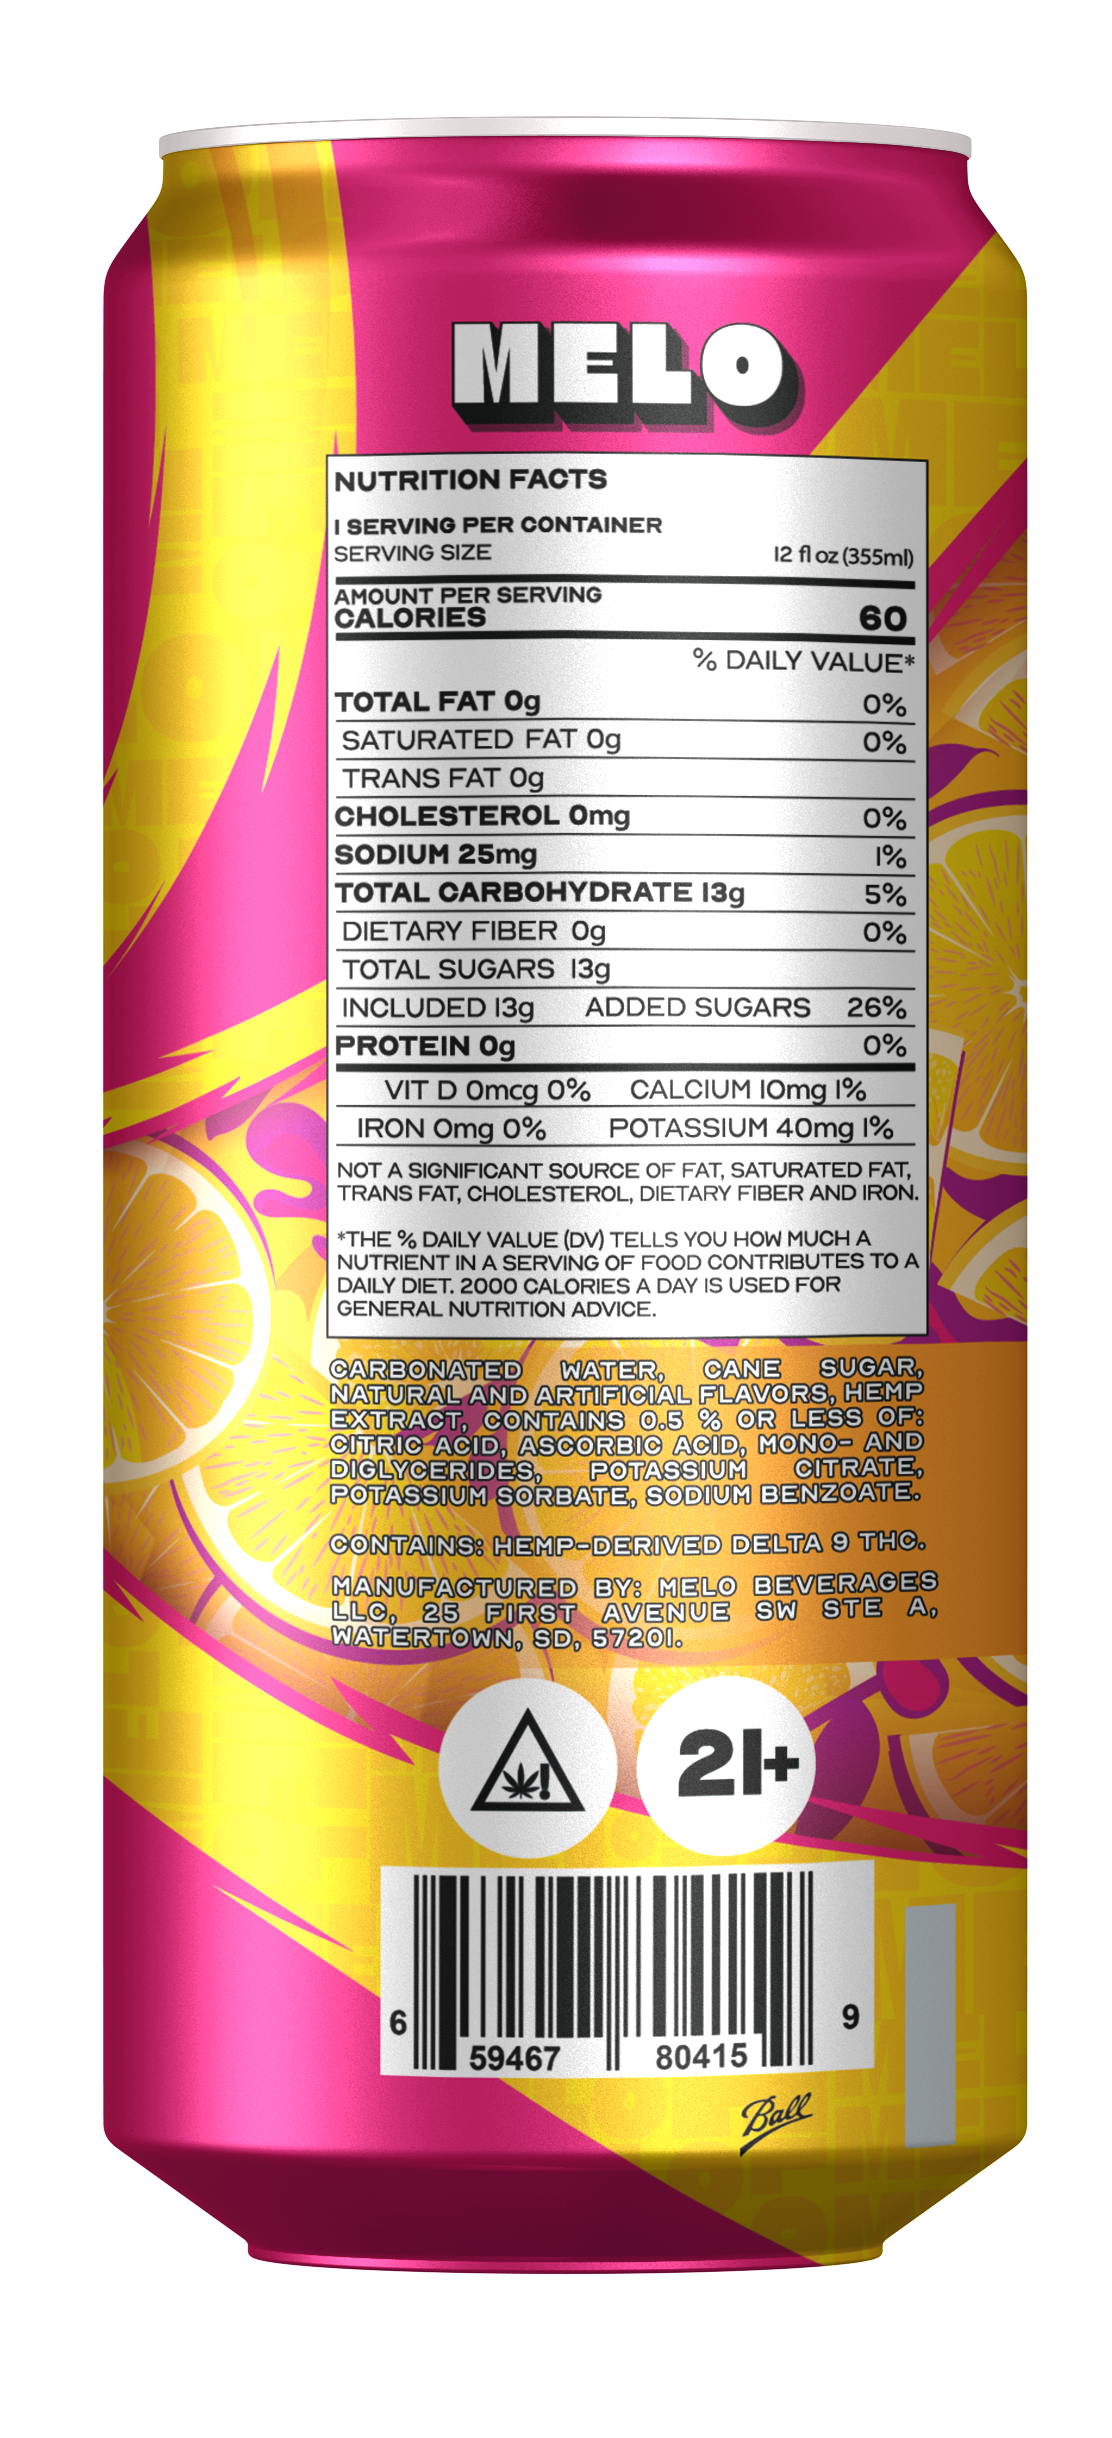 MELO
NUTRITION FACTS
1 SERVING PER CONTAINER
SERVING SIZE 12 fl oz (355ml)
AMOUNT PER SERVING
CALORIES 60
% DAILY VALUE*
TOTAL FAT 0g 0%
SATURATED FAT 0g 0%
TRANS FAT 0g
CHOLESTEROL 0mg 0%
SODIUM 25mg 1%
TOTAL CARBOHYDRATE 13g 5%
DIETARY FIBER 0g 0%
TOTAL SUGARS 13g
INCLUDED 13g ADDED SUGARS 26%
PROTEIN 0g 0%
VIT D 0mcg 0% CALCIUM 10mg 1%
IRON 0mg 0% POTASSIUM 40mg 1%
NOT A SIGNIFICANT SOURCE OF FAT, SATURATED FAT,
TRANS FAT, CHOLESTEROL, DIETARY FIBER AND IRON.
*THE % DAILY VALUE (DV) TELLS YOU HOW MUCH A
NUTRIENT IN A SERVING OF FOOD CONTRIBUTES TO A
DAILY DIET. 2000 CALORIES A DAY IS USED FOR
GENERAL NUTRITION ADVICE.
CARBONATED WATER, CANE SUGAR,
NATURAL AND ARTIFICIAL FLAVORS, HEMP
EXTRACT, CONTAINS 0.5 % OR LESS OF:
CITRIC ACID, ASCORBIC ACID, MONO- AND
DIGLYCERIDES, POTASSIUM CITRATE,
POTASSIUM SORBATE, SODIUM BENZOATE.
CONTAINS: HEMP-DERIVED DELTA 9 THC.
MANUFACTURED BY: MELO BEVERAGES
LLC, 25 FIRST AVENUE SW STE A,
WATERTOWN, SD, 57201.
!
21+
6 59467 80415 9
Ball